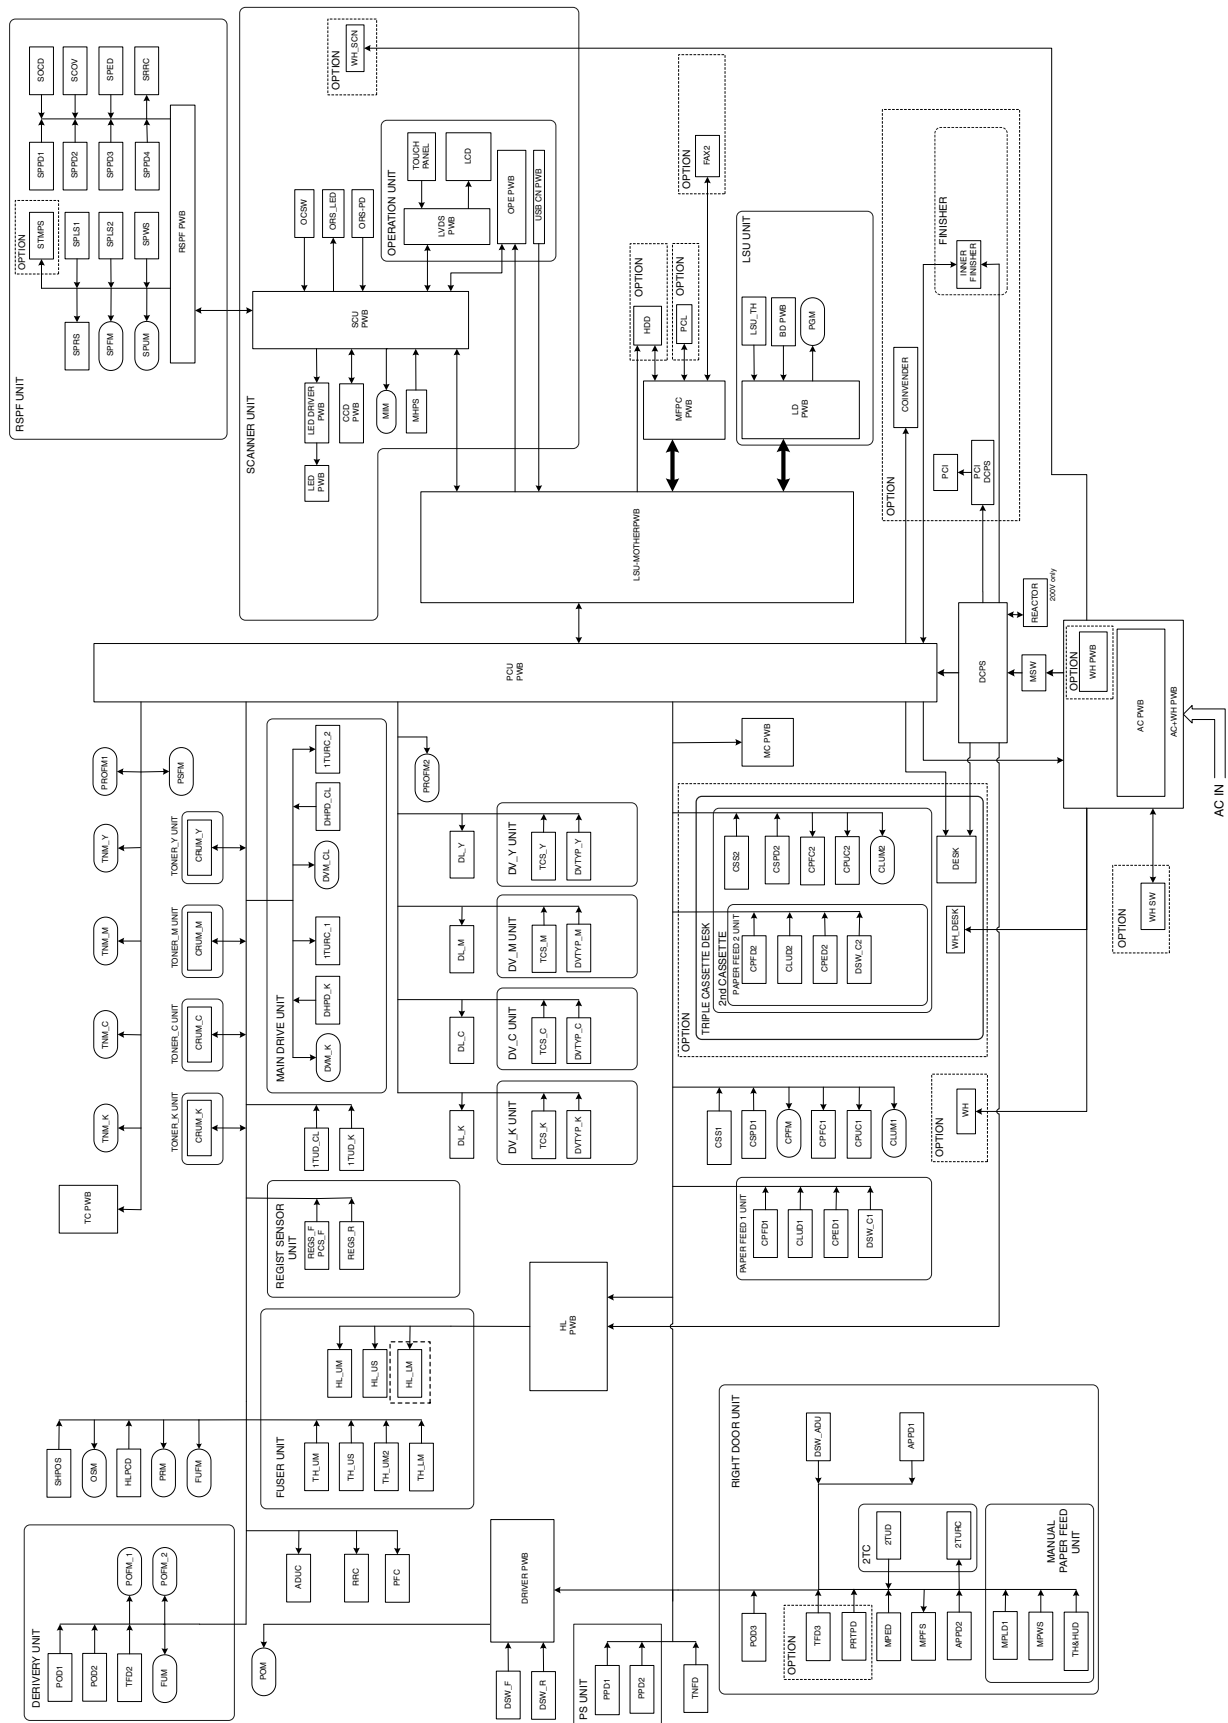 RSPF UNIT
SOCD
SCOV
SPED
SRRC
SPPD1
SPPD2
SPPD3
SPPD4
OPTION
STMPS
SPLS1
SPLS2
SPWS
SPRS
SPFM
SPUM
RSPF PWB
SCANNER UNIT
OPTION
WH_SCN
OPERATION UNIT
TOUCH
PANEL
LCD
LVDS
PWB
OPE PWB
USB CN PWB
OCSW
ORS_LED
ORS-PD
SCU
PWB
LED DRIVER
PWB
CCD
PWB
MIM
MHPS
LED
PWB
OPTION
FAX2
OPTION
HDD
OPTION
PCL
MFPC
PWB
LSU UNIT
LSU_TH
BD PWB
PGM
LD
PWB
LSU-MOTHERPWB
OPTION
FINISHER
INNER
FINISHER
COINVENDER
PCI
PCI
DCPS
PCU
PWB
DCPS
REACTOR
200V only
MSW
OPTION
WH PWB
AC PWB
AC+WH PWB
AC IN
OPTION
WH SW
PROFM1
PSFM
TNM_Y
TNM_M
TNM_C
TNM_K
TC PWB
TONER_Y UNIT
CRUM_Y
TONER_M UNIT
CRUM_M
TONER_C UNIT
CRUM_C
TONER_K UNIT
CRUM_K
MAIN DRIVE UNIT
1TURC_2
DHPD_CL
DVM_CL
1TURC_1
DHPD_K
DVM_K
1TUD_CL
1TUD_K
PROFM2
DL_Y
DV_Y UNIT
TCS_Y
DVTYP_Y
DL_M
DV_M UNIT
TCS_M
DVTYP_M
DL_C
DV_C UNIT
TCS_C
DVTYP_C
DL_K
DV_K UNIT
TCS_K
DVTYP_K
MC PWB
OPTION
TRIPLE CASSETTE DESK
2nd CASSETTE
CSS2
CSPD2
CPFC2
CPUC2
CLUM2
PAPER FEED 2 UNIT
CPFD2
CLUD2
CPED2
DSW_C2
DESK
WH_DESK
OPTION
WH
CSS1
CSPD1
CPFM
CPFC1
CPUC1
CLUM1
PAPER FEED 1 UNIT
CPFD1
CLUD1
CPED1
DSW_C1
REGIST SENSOR
UNIT
REGS_F
PCS_F
REGS_R
HL
PWB
FUSER UNIT
HL_UM
HL_US
HL_LM
TH_UM
TH_US
TH_UM2
TH_LM
SHPOS
OSM
HLPCD
PRM
FUFM
DERIVERY UNIT
POFM_1
POFM_2
POD1
POD2
TFD2
FUM
ADUC
RRC
PFC
POM
DRIVER PWB
DSW_F
DSW_R
PS UNIT
PPD1
PPD2
TNFD
RIGHT DOOR UNIT
DSW_ADU
APPD1
2TC
2TUD
2TURC
POD3
OPTION
TFD3
PRTPD
MPED
MPFS
APPD2
MANUAL
PAPER FEED
UNIT
MPLD1
MPWS
TH&HUD